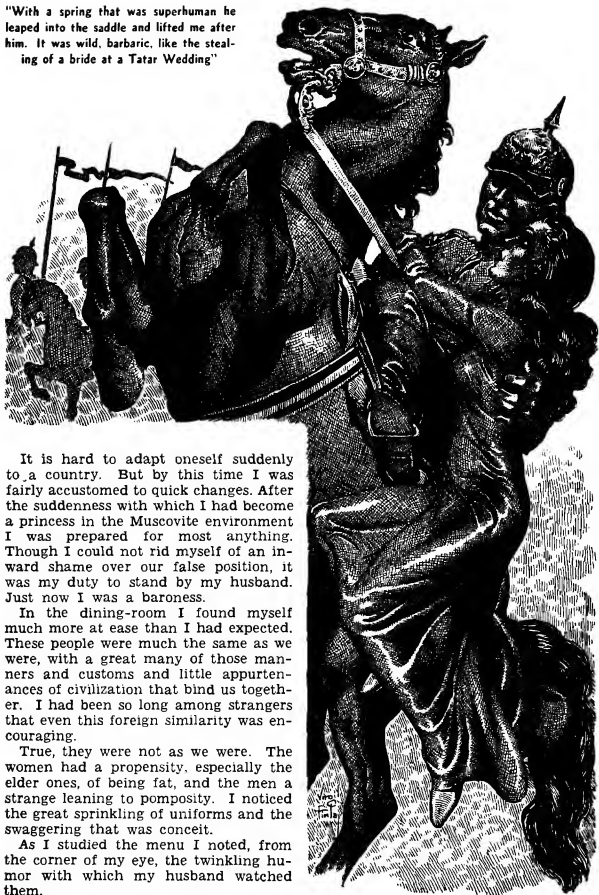 "With a spring that was superhuman he
leaped into the saddle and lifted me after
him. It was wild, barbaric, like the steal-
ing of a bride at a Tatar Wedding"
It is hard to adapt oneself suddenly
to a country. But by this time I was
fairly accustomed to quick changes. After
the suddenness with which I had become
a princess in the Muscovite environment
I was prepared for most anything.
Though I could not rid myself of an in-
ward shame over our false position, it
was my duty to stand by my husband.
Just now I was a baroness.
In the dining-room I found myself
much more at ease than I had expected.
These people were much the same as we
were, with a great many of those man-
ners and customs and little appurten-
ances of civilization that bind us togeth-
er. I had been so long among strangers
that even this foreign similarity was en-
couraging.
True, they were not as we were. The
women had a propensity, especially the
elder ones, of being fat, and the men a
strange leaning to pomposity. I noticed
the great sprinkling of uniforms and the
swaggering that was conceit.
As I studied the menu I noted, from
the corner of my eye, the twinkling hu-
mor with which my husband watched
them.